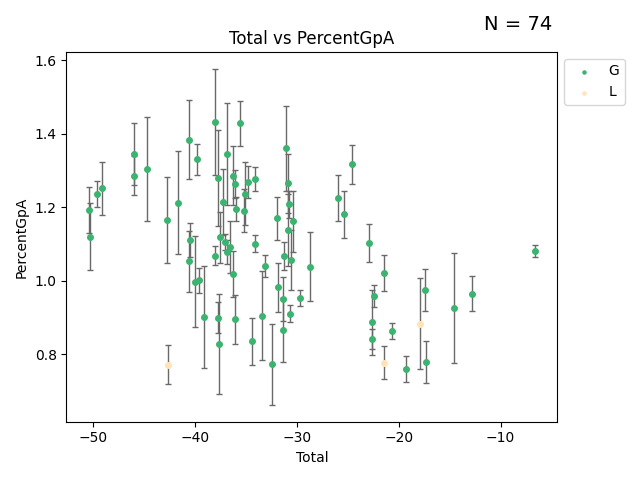 N = 74
Total vs PercentGpA
G
L
1.6
1.4
1.2
1.0
0.8
PercentGpA
−50
−40
−30
−20
−10
Total